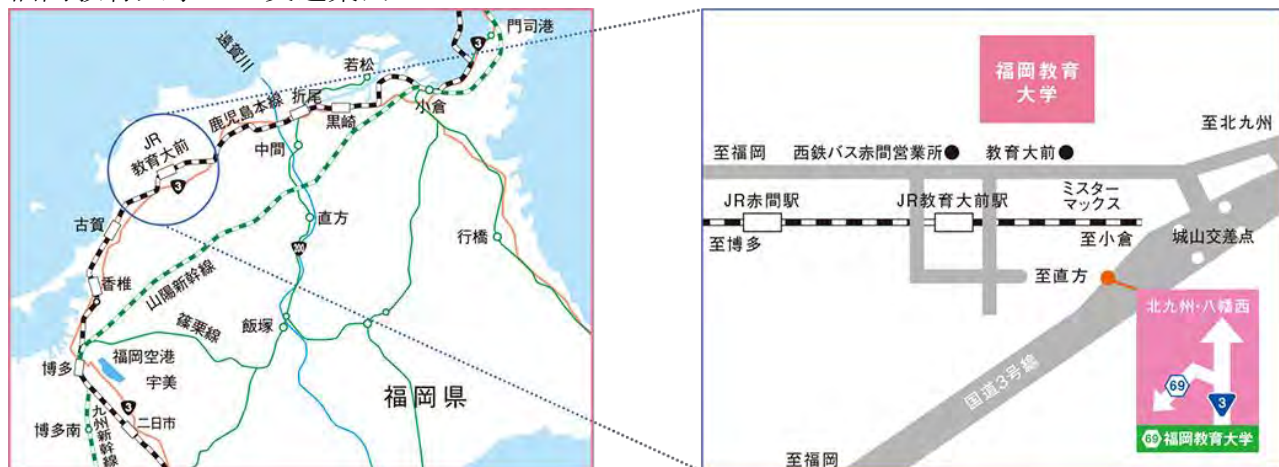 門司港
3
遠賀川
若松
鹿児島本線
折尾
黒崎
小倉
JR
教育大前
中間
3
古賀
直方
200
行橋
香椎
山陽新幹線
篠栗線
飯塚
博多
福岡空港
宇美
3
二日市
博多南
九州新幹線
福岡県
福岡教育
大学
至北九州
至福岡
西鉄バス赤間営業所
教育大前
JR赤間駅
JR教育大前駅
ミスター
マックス
至博多
至小倉
城山交差点
至直方
国道3号線
至福岡
北九州・八幡西
69
3
69 福岡教育大学